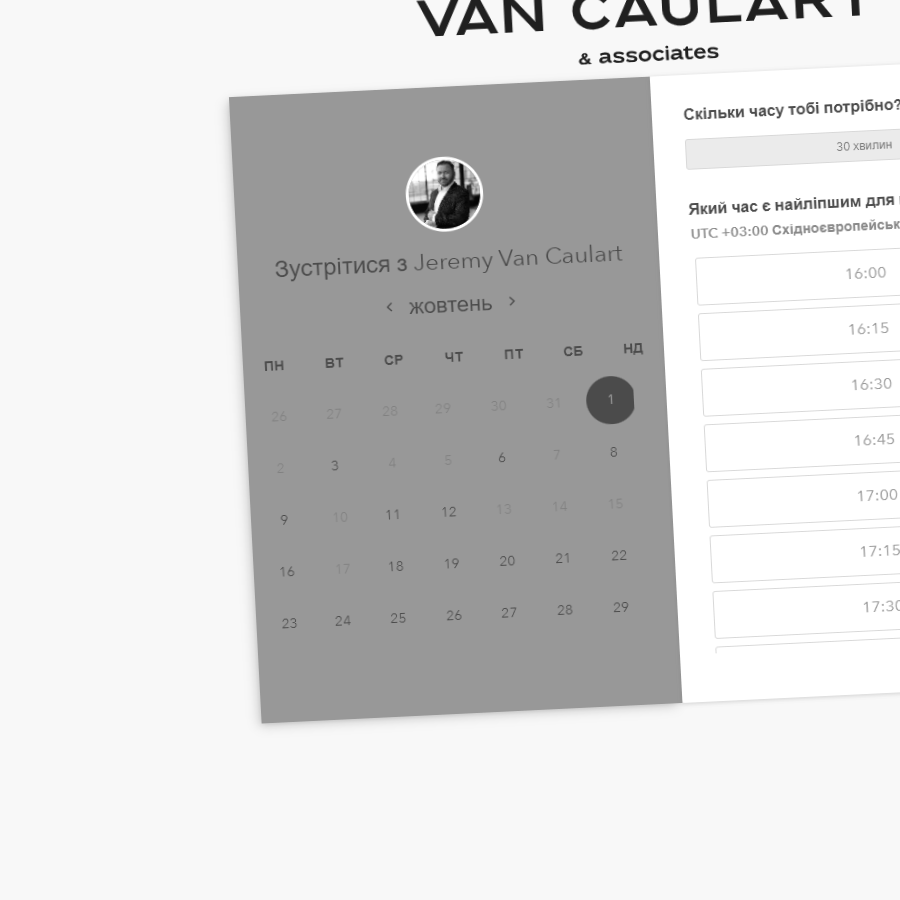 VAN CAULART
& associates
Зустрітися з Jeremy Van Caulart
жовтень
ПН ВТ СР ЧТ ПТ СБ НД
26 27 28 29 30 31 1
2 3 4 5 6 7 8
9 10 11 12 13 14 15
16 17 18 19 20 21 22
23 24 25 26 27 28 29
Скільки часу тобі потрібно?
30 хвилин
Який час є найліпшим для
UTC +03:00
16:00
16:15
16:30
16:45
17:00
17:15
17:30